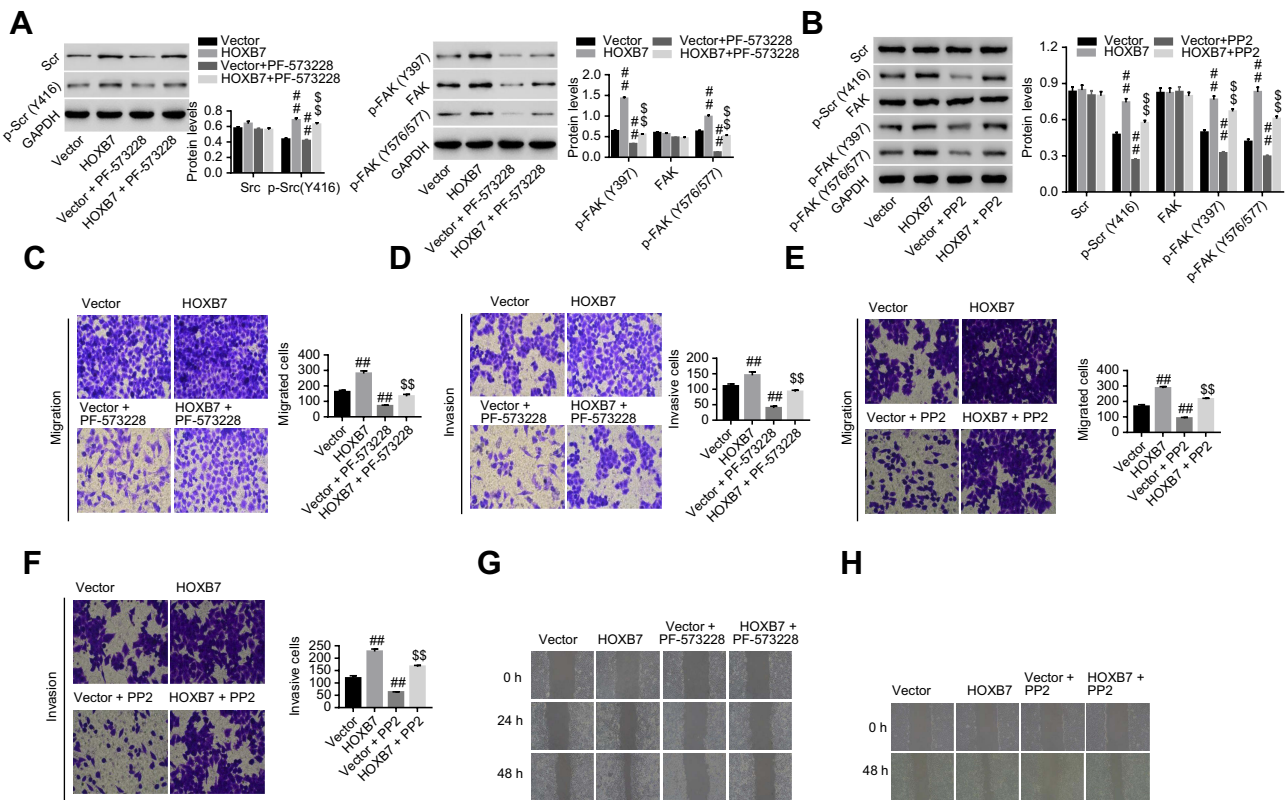 A
Scr
p-Scr (Y416)
GAPDH
Vector
HOXB7
Vector + PF-573228
HOXB7 + PF-573228
Vector
HOXB7
Vector+PF-573228
HOXB7+PF-573228
Protein levels
0.8
0.6
0.4
0.2
0.0
##
##
$$
Src p-Src(Y416)
p-FAK (Y397)
FAK
p-FAK (Y576/577)
GAPDH
Vector
HOXB7
Vector + PF-573228
HOXB7 + PF-573228
Vector Vector+PF-573228
HOXB7 HOXB7+PF-573228
Protein levels
2.0
1.5
1.0
0.5
0.0
##
##
$$
##
##
$$
p-FAK (Y397)
FAK
p-FAK (Y576/577)
B
Scr
p-Scr (Y416)
FAK
p-FAK (Y397)
p-FAK (Y576/577)
GAPDH
Vector
HOXB7
Vector + PP2
HOXB7 + PP2
Vector Vector+PP2
HOXB7 HOXB7+PP2
Protein levels
1.2
0.9
0.6
0.3
0.0
##
##
$$
##
##
$$
##
##
$$
Scr
p-Scr (Y416)
FAK
p-FAK (Y397)
p-FAK (Y576/577)
C
Migration
Vector HOXB7
Vector +
PF-573228
HOXB7 +
PF-573228
Migrated cells
400
300
200
100
0
##
##
$$
Vector
HOXB7
Vector + PF-573228
HOXB7 + PF-573228
D
Invasion
Vector HOXB7
Vector +
PF-573228
HOXB7 +
PF-573228
Invasive cells
150
100
50
0
##
##
$$
Vector
HOXB7
Vector + PF-573228
HOXB7 + PF-573228
E
Migration
Vector HOXB7
Vector + PP2 HOXB7 + PP2
Migrated cells
400
300
200
100
0
##
##
$$
Vector
HOXB7
Vector + PP2
HOXB7 + PP2
F
Invasion
Vector HOXB7
Vector + PP2 HOXB7 + PP2
Invasive cells
250
200
150
100
50
0
##
##
$$
Vector
HOXB7
Vector + PP2
HOXB7 + PP2
G
Vector HOXB7
Vector +
PF-573228
HOXB7 +
PF-573228
0 h
24 h
48 h
H
Vector HOXB7
Vector +
PP2
HOXB7 +
PP2
0 h
48 h